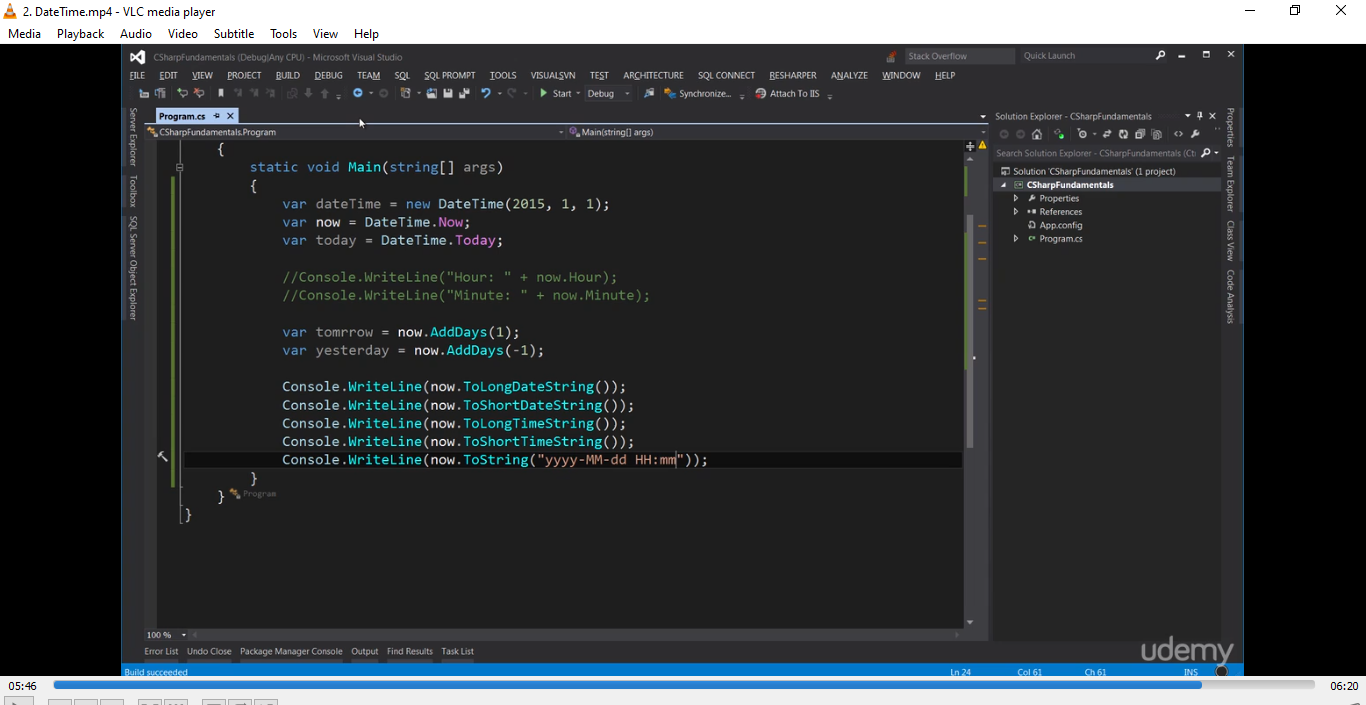 2. DateTime.mp4 - VLC media player
Media Playback Audio Video Subtitle Tools View Help
CSharpFundamentals (Debug|Any CPU) - Microsoft Visual Studio
Stack Overflow
Quick Launch
FILE EDIT VIEW PROJECT BUILD DEBUG TEAM SQL SQL PROMPT TOOLS VISUALSVN TEST ARCHITECTURE SQL CONNECT RESHARPER ANALYZE WINDOW HELP
Start Debug Synchronize... Attach To IIS
Server Explorer
Toolbox
SQL Server Object Explorer
Program.cs
CSharpFundamentals.Program
Main(string[] args)
{
static void Main(string[] args)
{
var dateTime = new DateTime(2015, 1, 1);
var now = DateTime.Now;
var today = DateTime.Today;
//Console.WriteLine("Hour: " + now.Hour);
//Console.WriteLine("Minute: " + now.Minute);
var tomrrow = now.AddDays(1);
var yesterday = now.AddDays(-1);
Console.WriteLine(now.ToLongDateString());
Console.WriteLine(now.ToShortDateString());
Console.WriteLine(now.ToLongTimeString());
Console.WriteLine(now.ToShortTimeString());
Console.WriteLine(now.ToString("yyyy-MM-dd HH:mm"));
}
} Program
}
Solution Explorer - CSharpFundamentals
Search Solution Explorer - CSharpFundamentals (Ct
Solution 'CSharpFundamentals' (1 project)
CSharpFundamentals
Properties
References
App.config
Program.cs
Properties
Team Explorer
Class View
Code Analysis
100 %
Error List Undo Close Package Manager Console Output Find Results Task List
udemy
Build succeeded
Ln 24 Col 61 Ch 61 INS
05:46
06:20